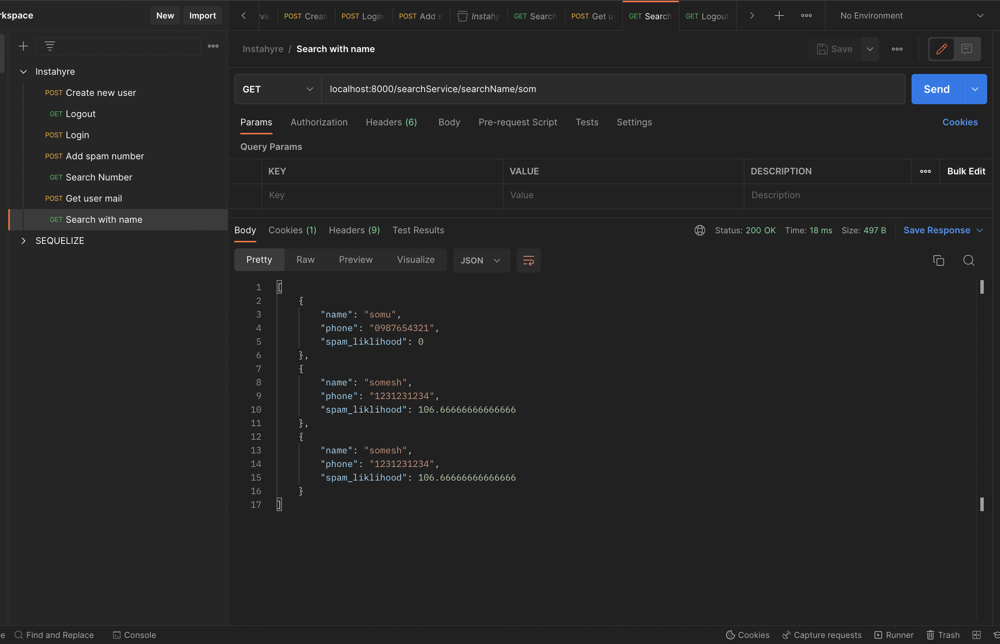 rkspace
New
Import
rvie
POST Creat
POST Login
POST Add s
Instahy
GET Search
POST Get u
GET Search
GET Logout
No Environment
Instahyre / Search with name
Save
Instahyre
POST Create new user
GET Logout
POST Login
POST Add spam number
GET Search Number
POST Get user mail
GET Search with name
SEQUELIZE
GET
localhost:8000/searchService/searchName/som
Send
Params
Authorization
Headers (6)
Body
Pre-request Script
Tests
Settings
Cookies
Query Params
KEY
VALUE
DESCRIPTION
Bulk Edit
Key
Value
Description
Body
Cookies (1)
Headers (9)
Test Results
Status: 200 OK
Time: 18 ms
Size: 497 B
Save Response
Pretty
Raw
Preview
Visualize
JSON
1 [
2 {
3 "name": "somu",
4 "phone": "0987654321",
5 "spam_liklihood": 0
6 },
7 {
8 "name": "somesh",
9 "phone": "1231231234",
10 "spam_liklihood": 106.66666666666666
11 },
12 {
13 "name": "somesh",
14 "phone": "1231231234",
15 "spam_liklihood": 106.66666666666666
16 }
17 ]
e
Find and Replace
Console
Cookies
Capture requests
Runner
Trash